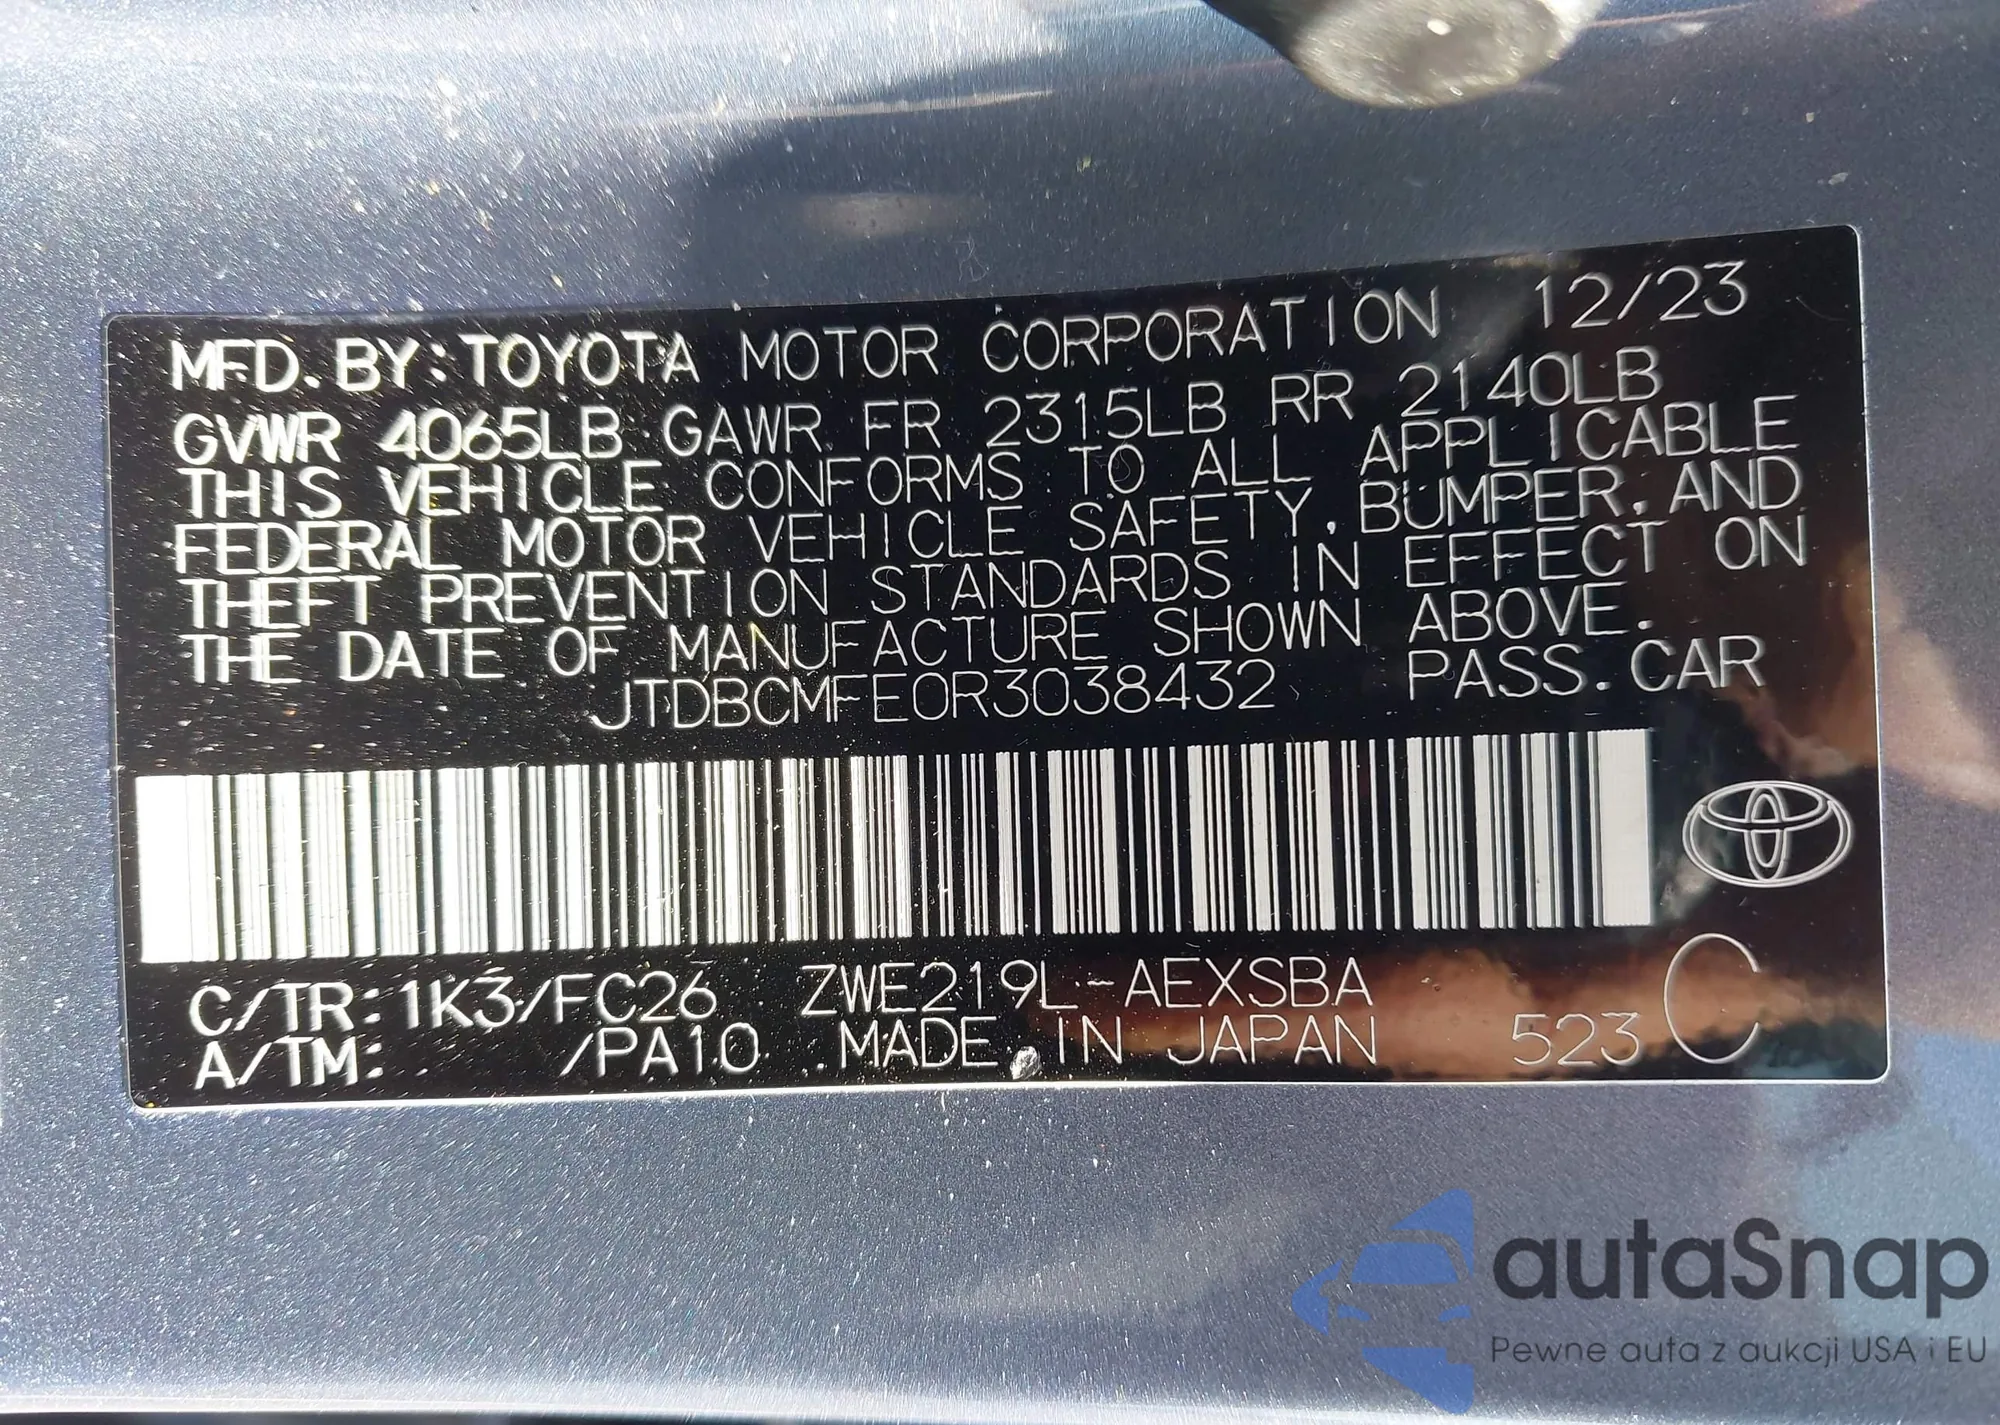 MFD. BY: TOYOTA MOTOR CORPORATION 12/23
GVWR 4065LB GAWR FR 2315LB RR 2140LB
THIS VEHICLE CONFORMS TO ALL APPLICABLE
FEDERAL MOTOR VEHICLE SAFETY, BUMPER, AND
THEFT PREVENTION STANDARDS IN EFFECT ON
THE DATE OF MANUFACTURE SHOWN ABOVE.
JTDBCMFE0R3038432 PASS. CAR
C/TR: 1K3/FC26 ZWE219L-AEXSBA
A/TM: /PA10 MADE IN JAPAN 523 C
autaSnap
Pewne auta z aukcji USA i EU